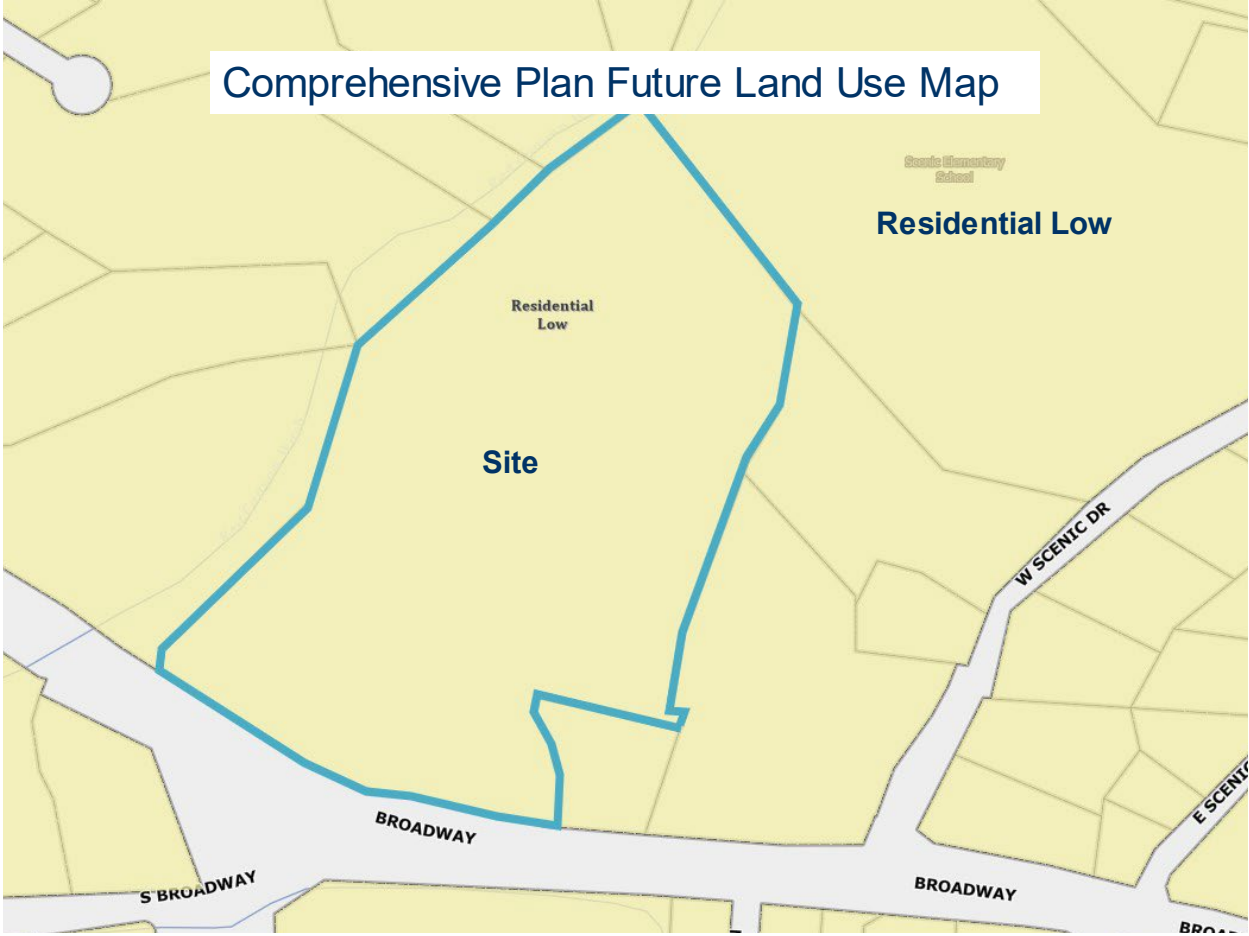 Comprehensive Plan Future Land Use Map
Scenic Elementary
School
Residential Low
Residential
Low
Site
W SCENIC DR
E SCENIC
BROADWAY
S BROADWAY
BROADWAY